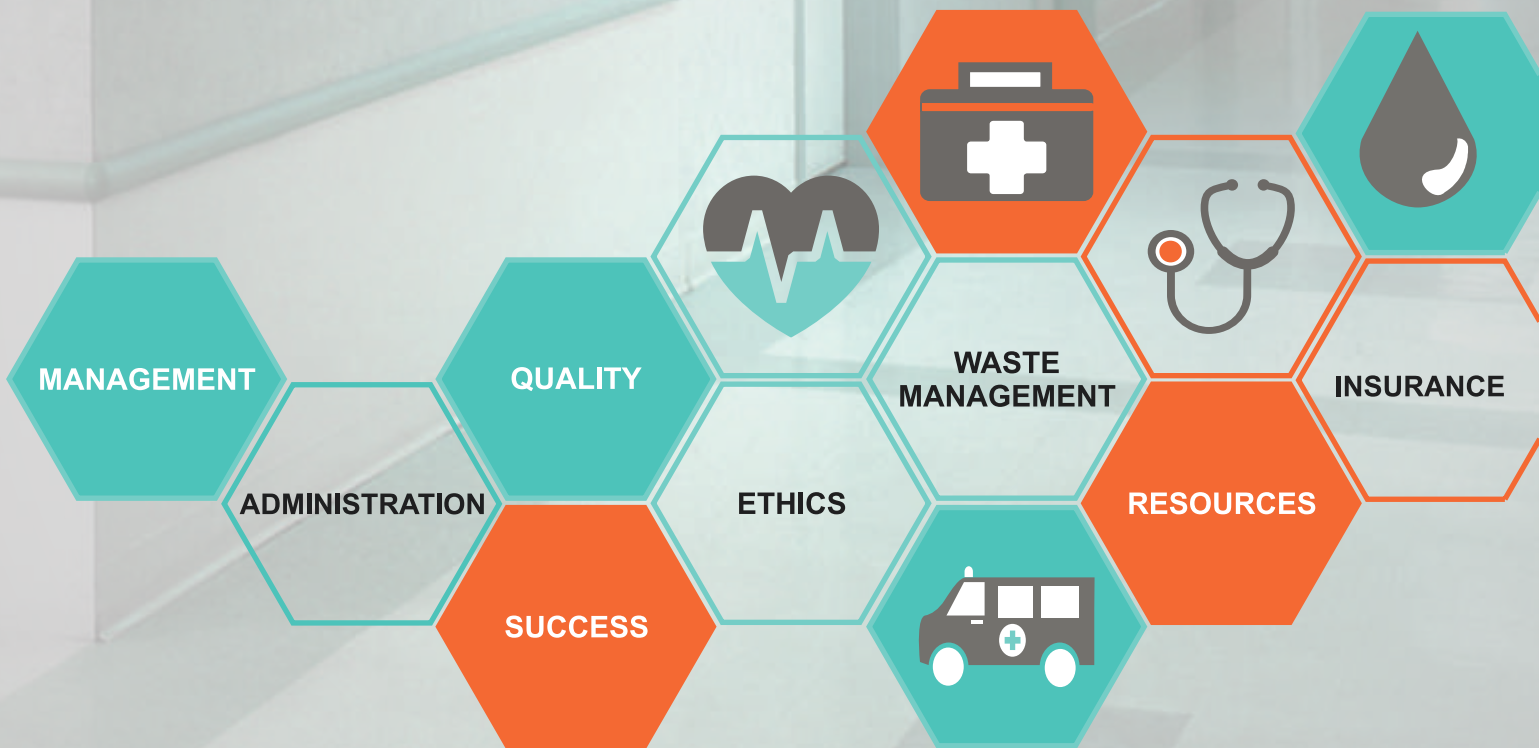 MANAGEMENT
ADMINISTRATION
QUALITY
SUCCESS
ETHICS
WASTE
MANAGEMENT
RESOURCES
INSURANCE